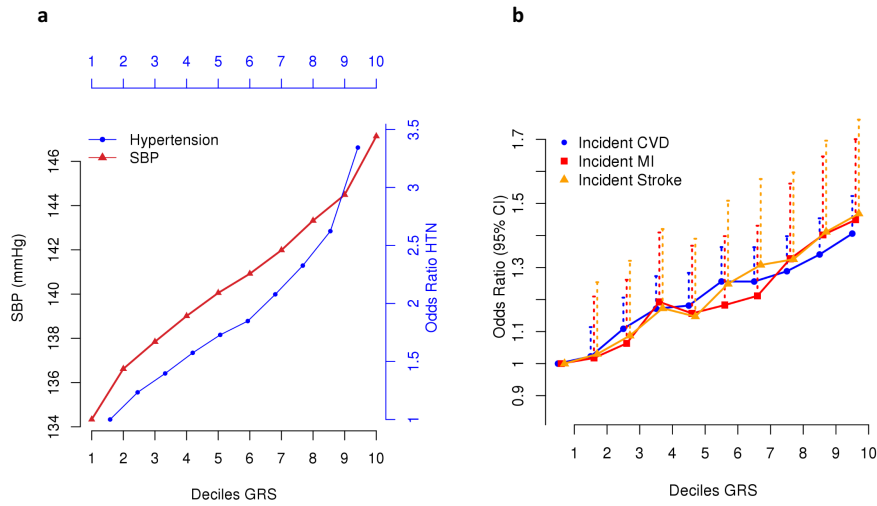 a
1 2 3 4 5 6 7 8 9 10
Hypertension
SBP
SBP (mmHg)
134 136 138 140 142 144 146
Odds Ratio HTN
1 1.5 2 2.5 3 3.5
1 2 3 4 5 6 7 8 9 10
Deciles GRS
b
Incident CVD
Incident MI
Incident Stroke
Odds Ratio (95% CI)
0.9 1 1.1 1.3 1.5 1.7
1 2 3 4 5 6 7 8 9 10
Deciles GRS